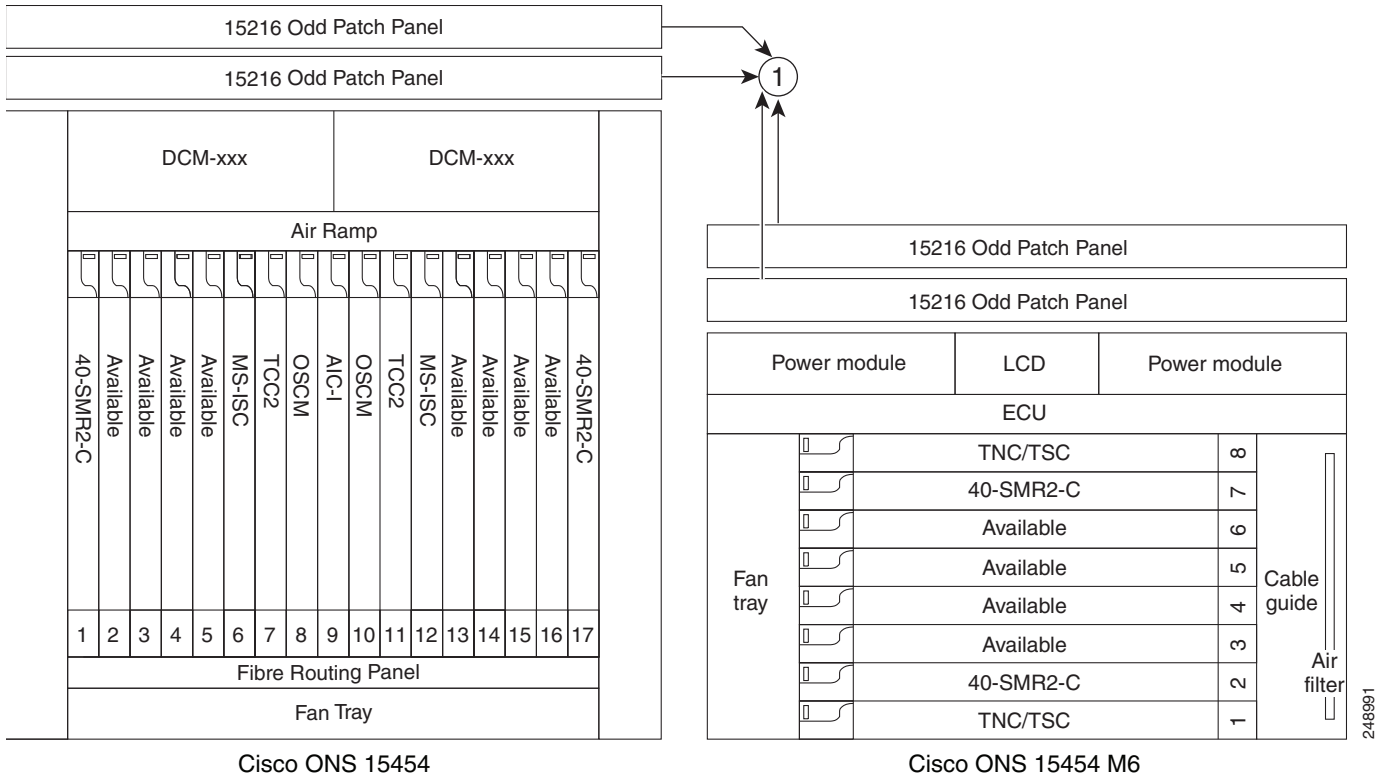 15216 Odd Patch Panel
15216 Odd Patch Panel
1
DCM-xxx
DCM-xxx
Air Ramp
40-SMR2-C
Available
Available
Available
Available
MS-ISC
TCC2
OSCM
AIC-I
OSCM
TCC2
MS-ISC
Available
Available
Available
Available
40-SMR2-C
1 2 3 4 5 6 7 8 9 10 11 12 13 14 15 16 17
Fibre Routing Panel
Fan Tray
Cisco ONS 15454
15216 Odd Patch Panel
15216 Odd Patch Panel
Power module
LCD
Power module
ECU
TNC/TSC 8
40-SMR2-C 7
Available 6
Available 5
Available 4
Available 3
40-SMR2-C 2
TNC/TSC 1
Fan
tray
Cable
guide
Air
filter
248991
Cisco ONS 15454 M6